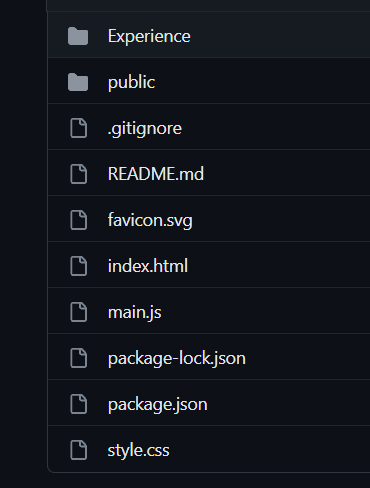 Experience
public
.gitignore
README.md
favicon.svg
index.html
main.js
package-lock.json
package.json
style.css